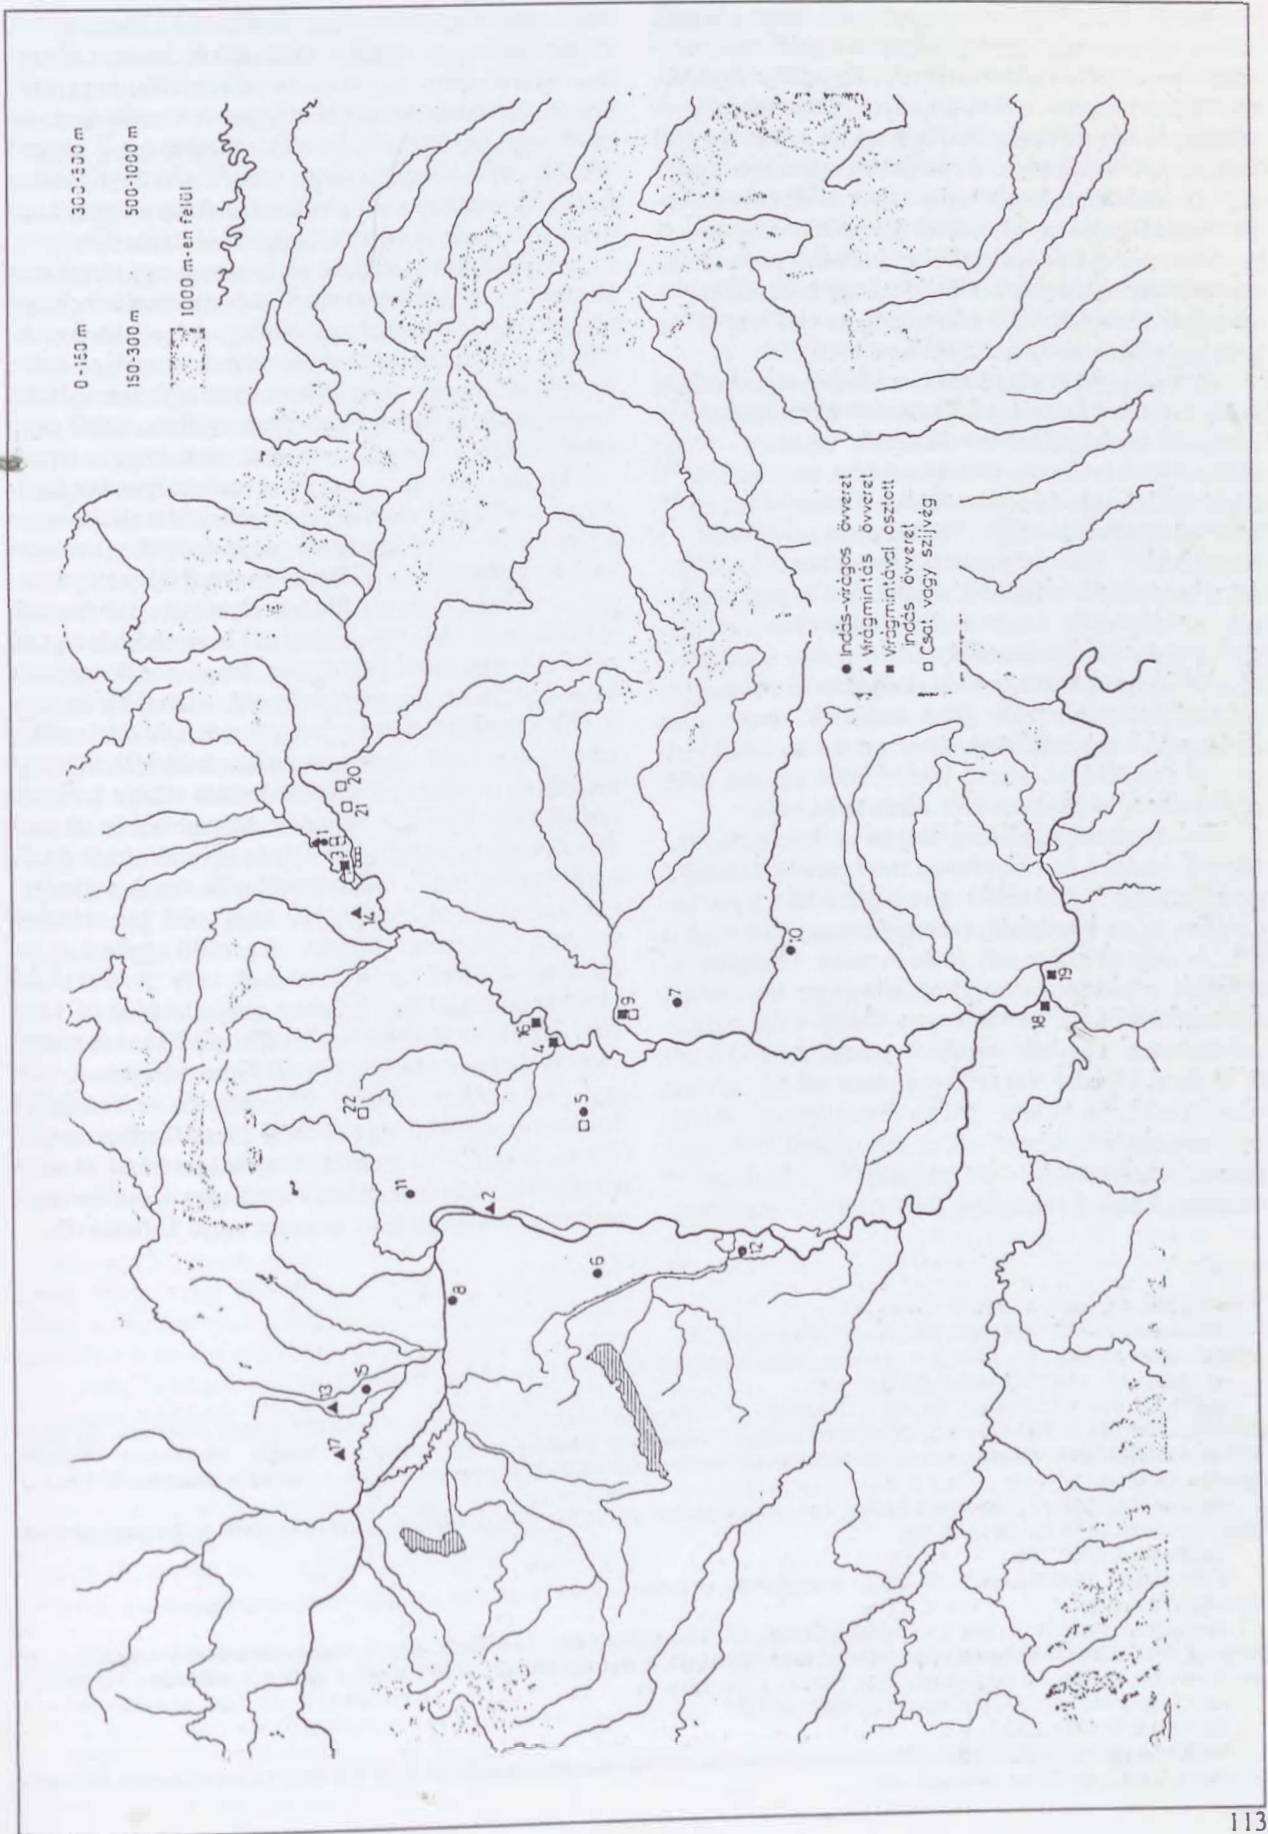 0-150 m
300-500 m
150-300 m
500-1000 m
1000 m-en felül
● Indás-virágos övveret
▲ Virágmintás övveret
■ Virágmintával osztott
indás övveret
□ Csat vagy szíjvég
1
2
3
4
5
6
7
8
9
10
11
12
13
14
15
16
17
18
19
20
21
22
113